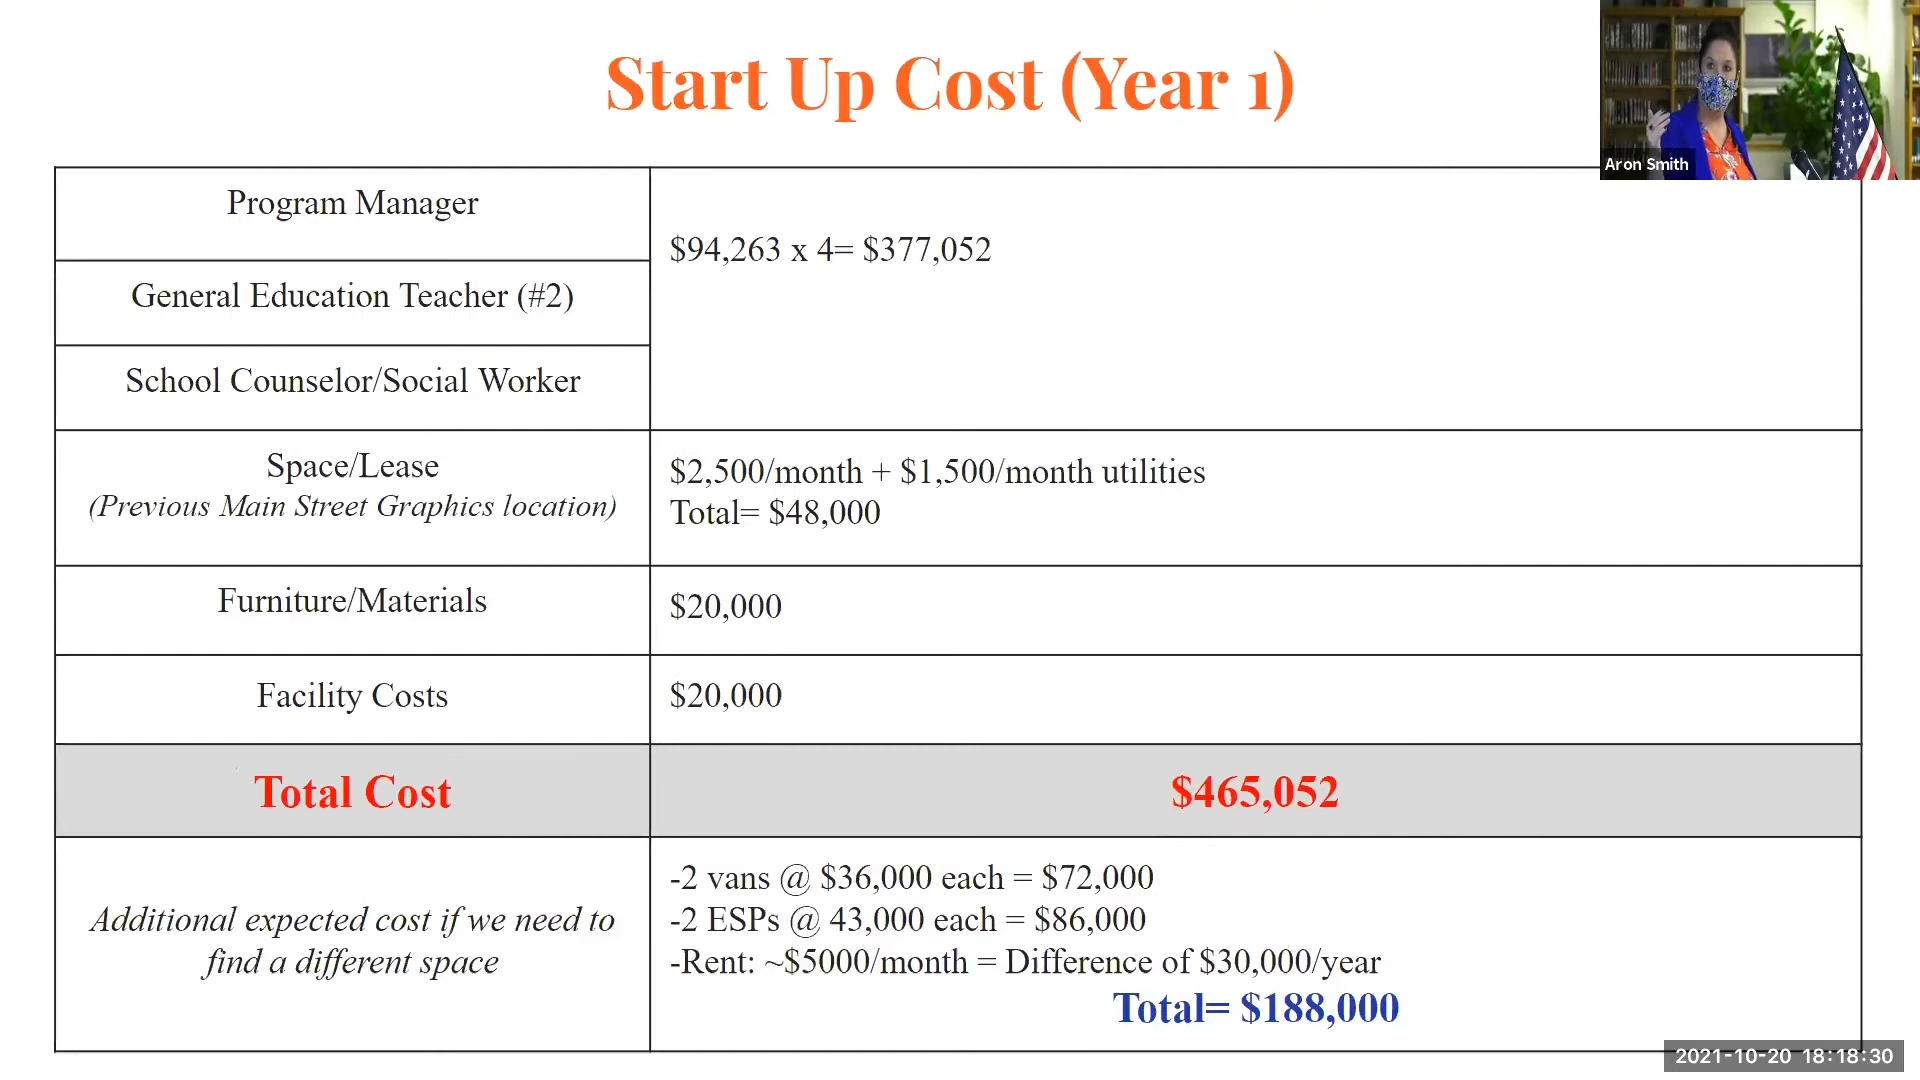 Start Up Cost (Year 1)
Aron Smith
Program Manager
$94,263 x 4= $377,052
General Education Teacher (#2)
School Counselor/Social Worker
Space/Lease
(Previous Main Street Graphics location)
$2,500/month + $1,500/month utilities
Total= $48,000
Furniture/Materials
$20,000
Facility Costs
$20,000
Total Cost
$465,052
Additional expected cost if we need to
find a different space
-2 vans @ $36,000 each = $72,000
-2 ESPs @ 43,000 each = $86,000
-Rent: ~$5000/month = Difference of $30,000/year
Total= $188,000
2021-10-20 18:18:30